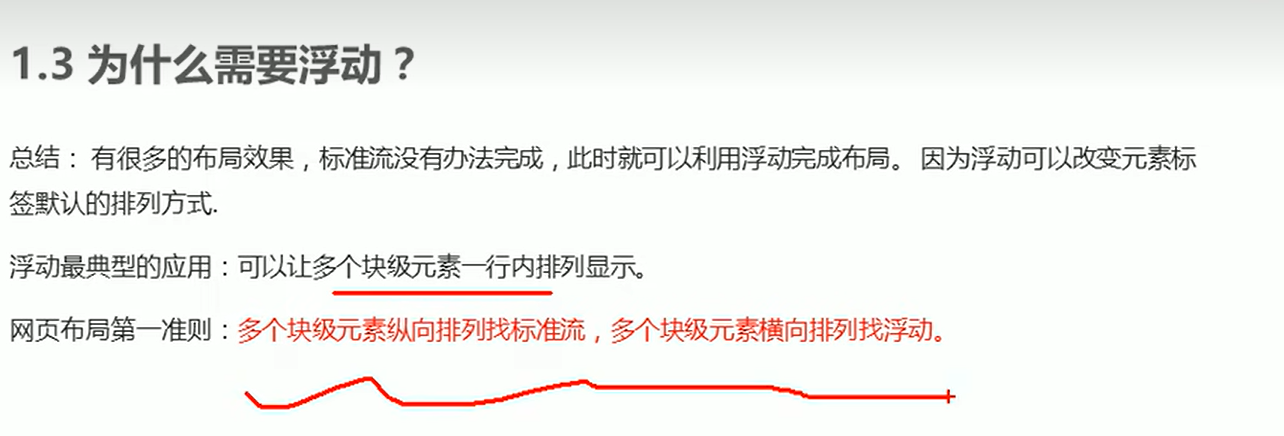 1.3 为什么需要浮动？
总结： 有很多的布局效果，标准流没有办法完成，此时就可以利用浮动完成布局。 因为浮动可以改变元素标
签默认的排列方式.
浮动最典型的应用：可以让多个块级元素一行内排列显示。
网页布局第一准则：多个块级元素纵向排列找标准流，多个块级元素横向排列找浮动。